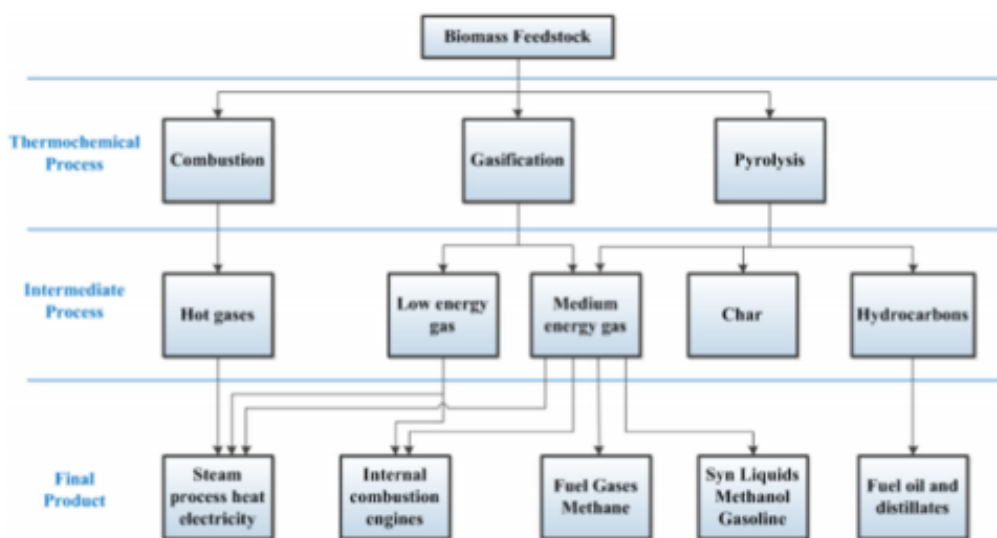 Biomass Feedstock
Thermochemical
Process
Combustion
Gasification
Pyrolysis
Intermediate
Process
Hot gases
Low energy
gas
Medium
energy gas
Char
Hydrocarbons
Final
Product
Steam
process heat
electricity
Internal
combustion
engines
Fuel Gases
Methane
Syn Liquids
Methanol
Gasoline
Fuel oil and
distillates